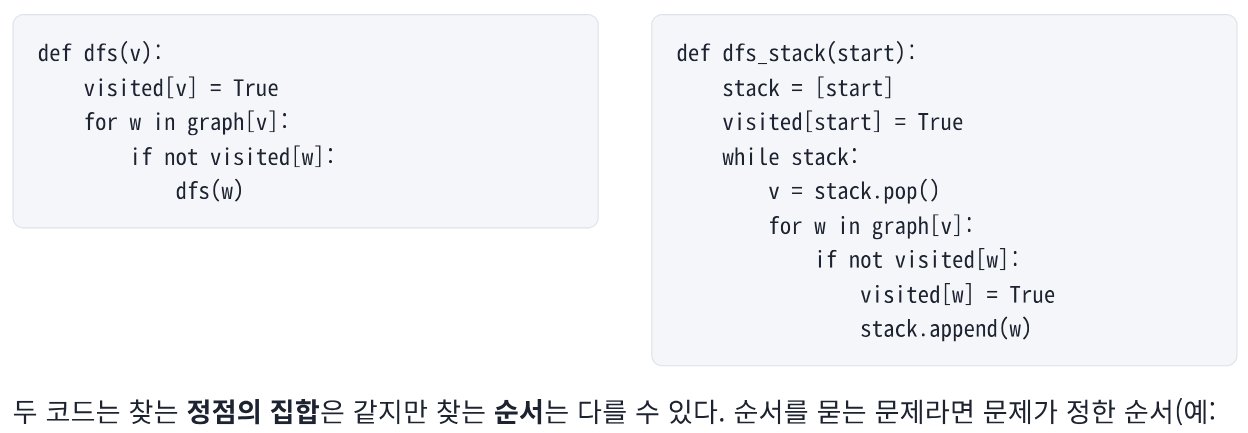 def dfs(v):
    visited[v] = True
    for w in graph[v]:
        if not visited[w]:
            dfs(w)
def dfs_stack(start):
    stack = [start]
    visited[start] = True
    while stack:
        v = stack.pop()
        for w in graph[v]:
            if not visited[w]:
                visited[w] = True
                stack.append(w)
두 코드는 찾는 정점의 집합은 같지만 찾는 순서는 다를 수 있다. 순서를 묻는 문제라면 문제가 정한 순서(예: